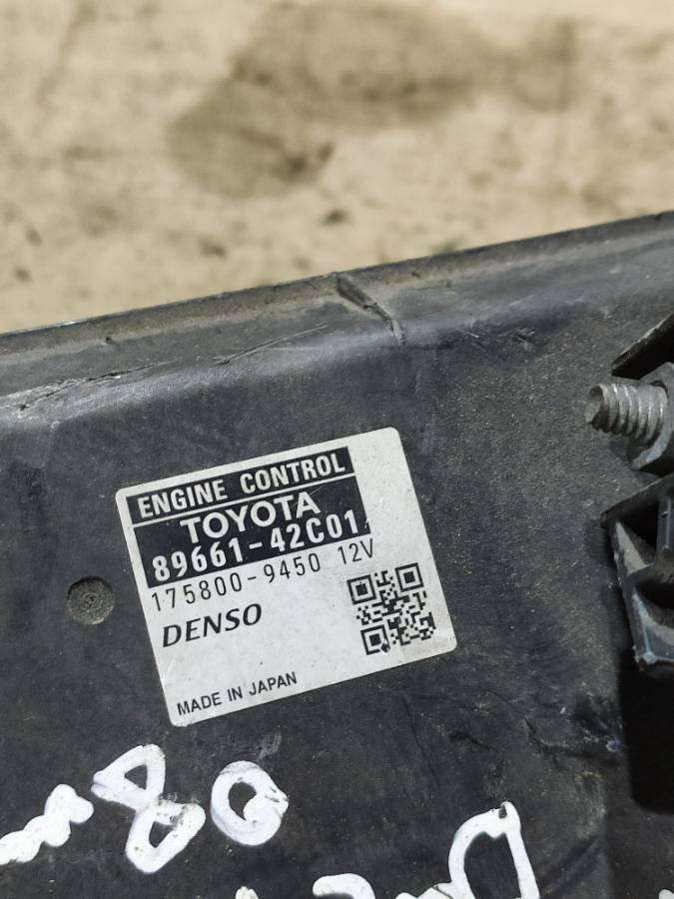 ENGINE CONTROL
TOYOTA
89661-42C01
175800-9450 12V
DENSO
MADE IN JAPAN